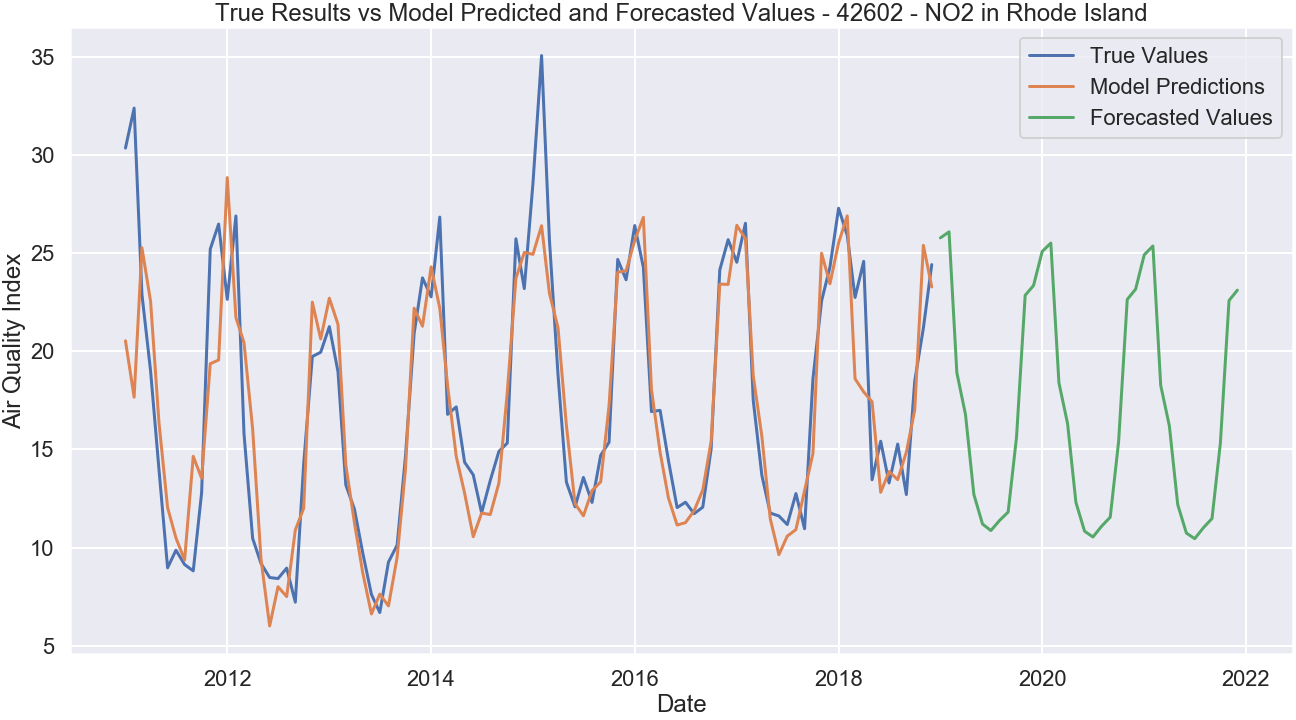 True Results vs Model Predicted and Forecasted Values - 42602 - NO2 in Rhode Island
True Values
Model Predictions
Forecasted Values
Air Quality Index
35
30
25
20
15
10
5
2012 2014 2016 2018 2020 2022
Date